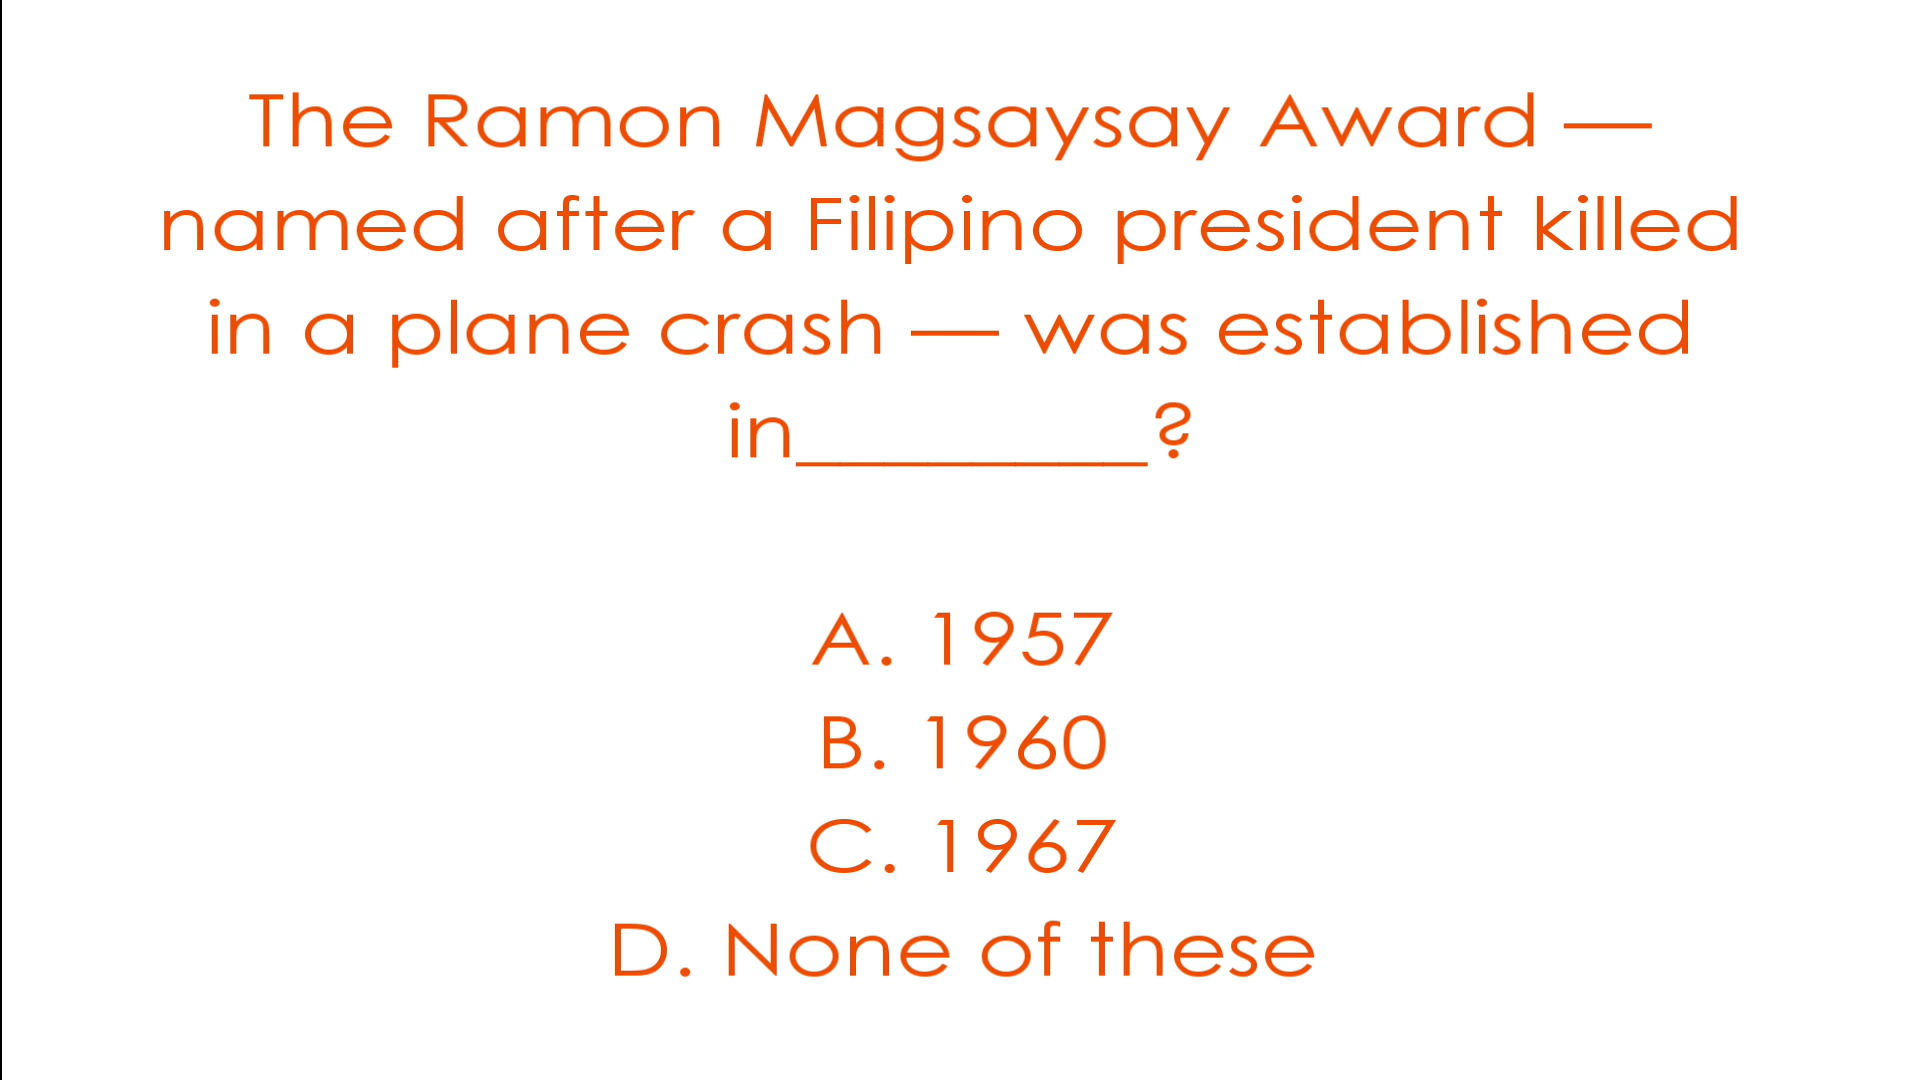 The Ramon Magsaysay Award —
named after a Filipino president killed
in a plane crash — was established
in________?
A. 1957
B. 1960
C. 1967
D. None of these